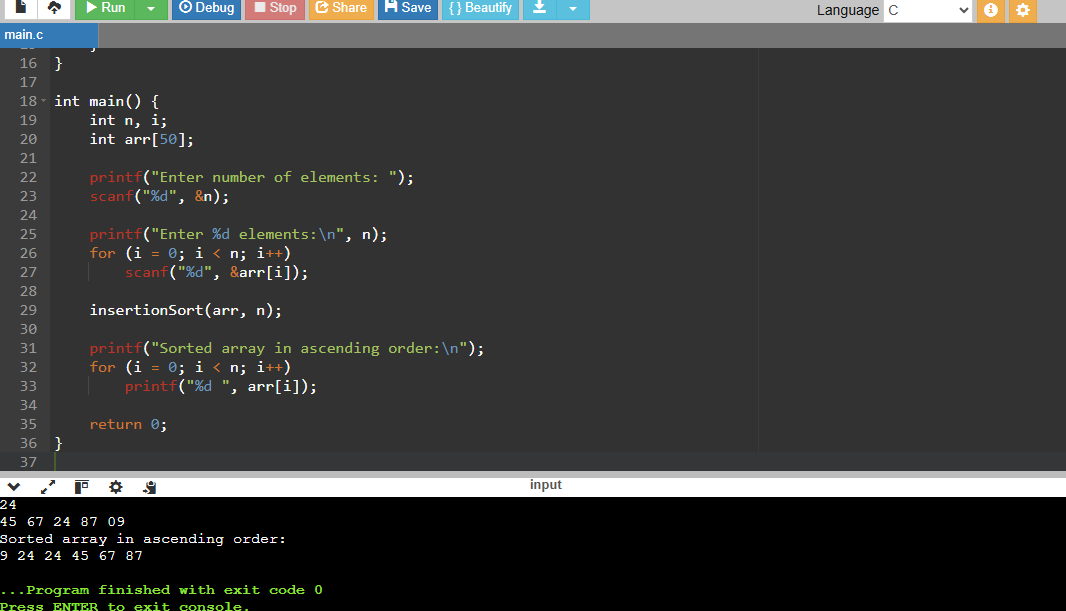 Run Debug Stop Share Save { } Beautify Language C
main.c
16 }
17
18 int main() {
19 int n, i;
20 int arr[50];
21
22 printf("Enter number of elements: ");
23 scanf("%d", &n);
24
25 printf("Enter %d elements:\n", n);
26 for (i = 0; i < n; i++)
27 scanf("%d", &arr[i]);
28
29 insertionSort(arr, n);
30
31 printf("Sorted array in ascending order:\n");
32 for (i = 0; i < n; i++)
33 printf("%d ", arr[i]);
34
35 return 0;
36 }
37
input
24
45 67 24 87 09
Sorted array in ascending order:
9 24 24 45 67 87
...Program finished with exit code 0
Press ENTER to exit console.